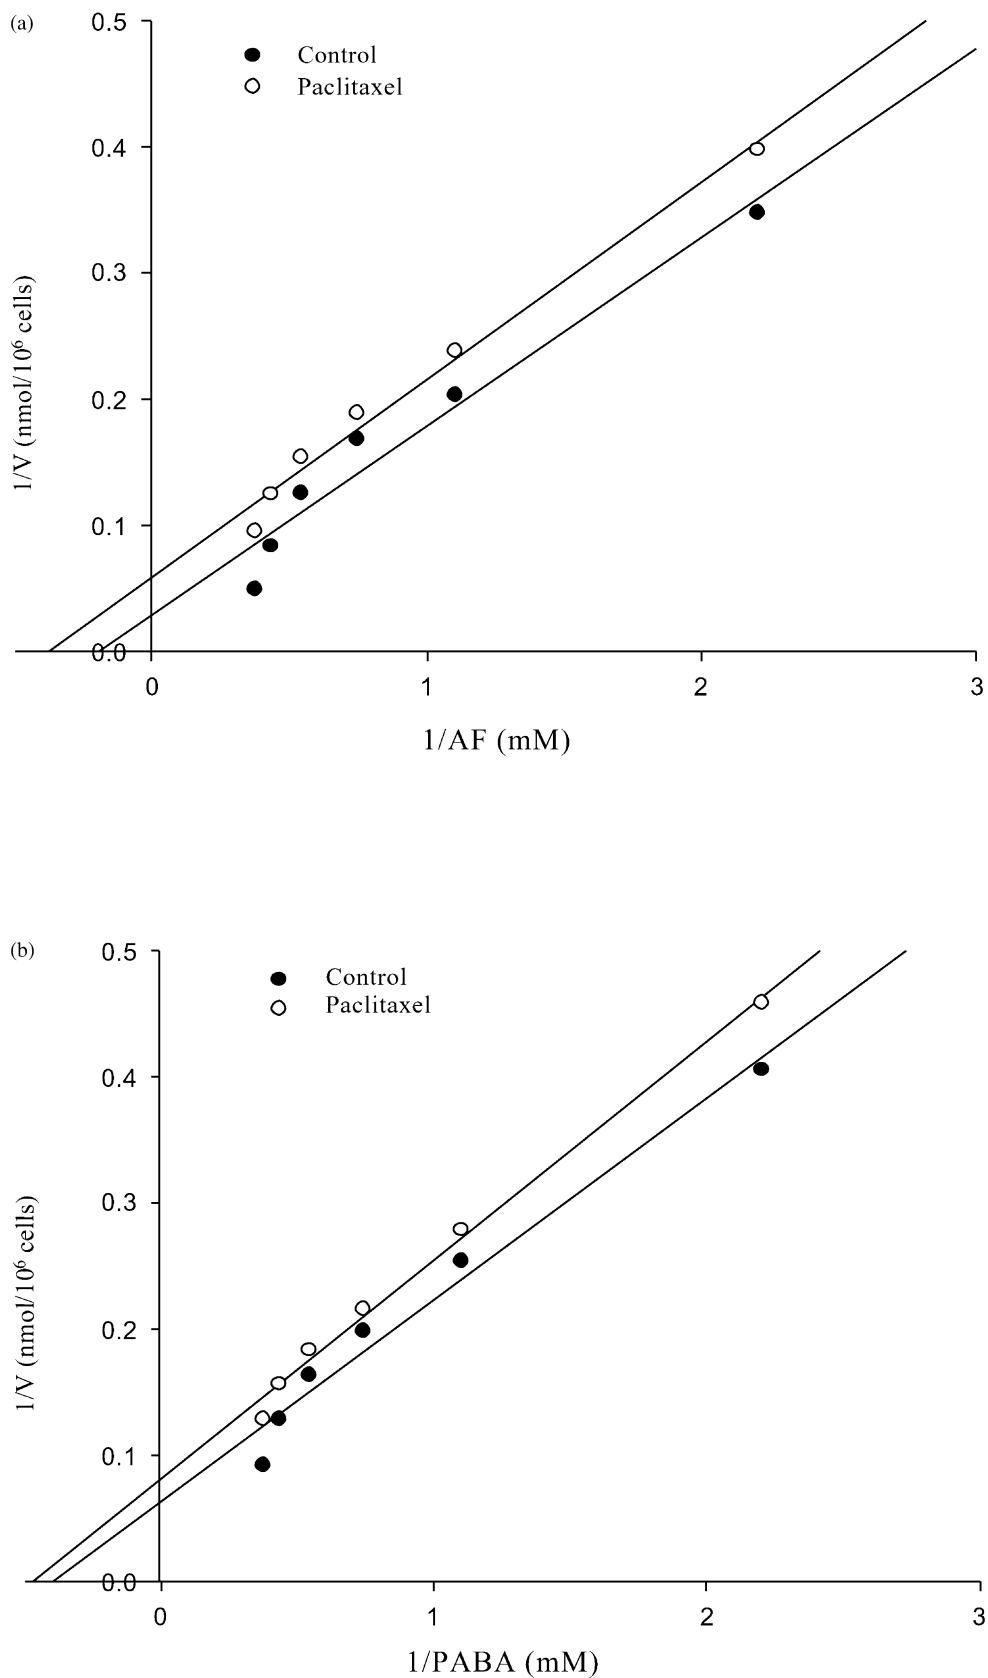 (a)
0.5
Control
Paclitaxel
0.4
0.3
1/V (nmol/10⁶ cells)
0.2
0.1
0.0
0 1 2 3
1/AF (mM)
(b)
0.5
Control
Paclitaxel
0.4
0.3
1/V (nmol/10⁶ cells)
0.2
0.1
0.0
0 1 2 3
1/PABA (mM)